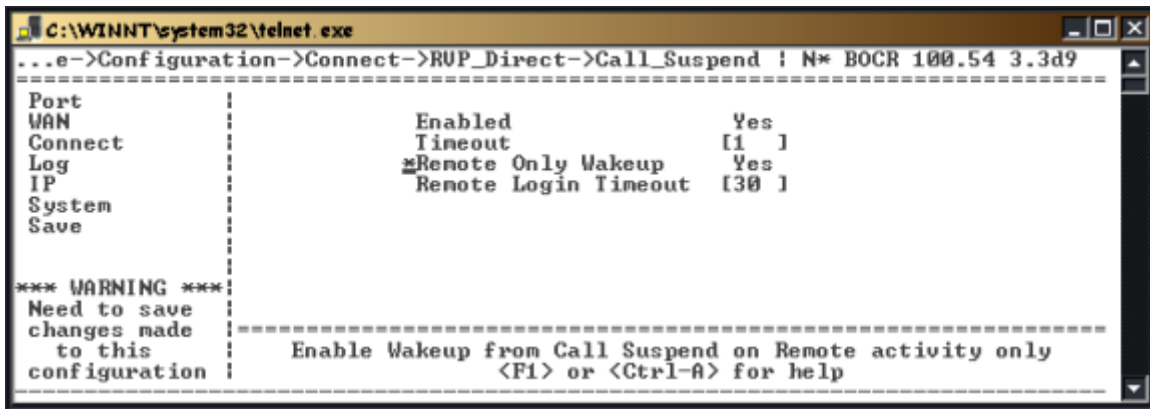 C:\WINNT\system32\telnet.exe
...e->Configuration->Connect->RVP_Direct->Call_Suspend | N* BOCR 100.54 3.3d9
Port
WAN Enabled Yes
Connect Timeout [1 ]
Log *Remote Only Wakeup Yes
IP Remote Login Timeout [30 ]
System
Save
*** WARNING ***
Need to save
changes made
to this Enable Wakeup from Call Suspend on Remote activity only
configuration <F1> or <Ctrl-A> for help